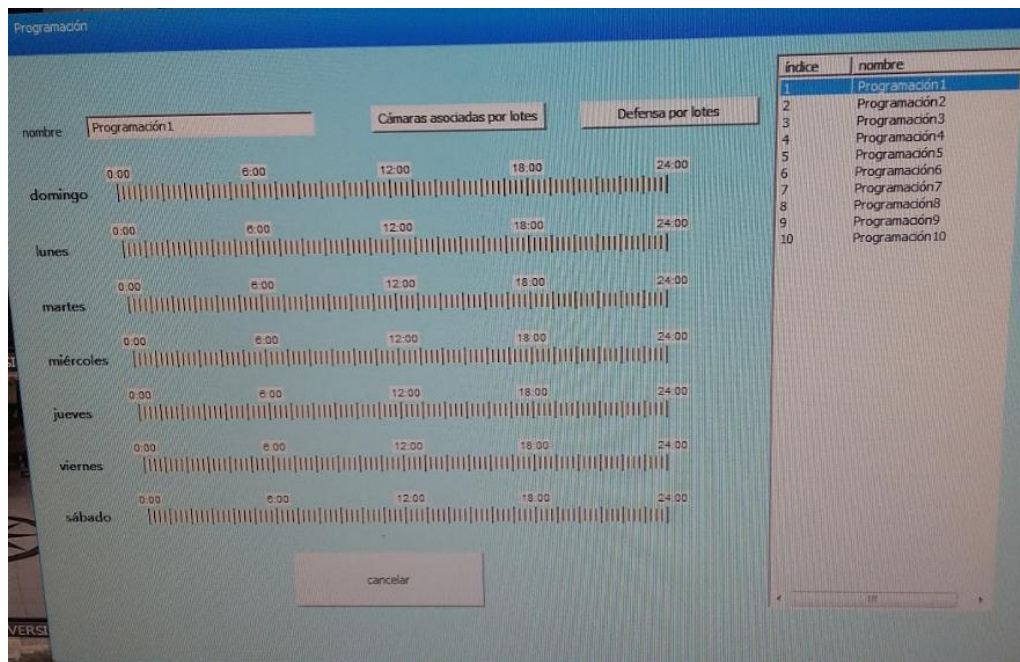 Programación
nombre
Programación1
Cámaras asociadas por lotes
Defensa por lotes
0:00 6:00 12:00 18:00 24:00
domingo
0:00 6:00 12:00 18:00 24:00
lunes
0:00 6:00 12:00 18:00 24:00
martes
0:00 6:00 12:00 18:00 24:00
miércoles
0:00 6:00 12:00 18:00 24:00
jueves
0:00 6:00 12:00 18:00 24:00
viernes
0:00 6:00 12:00 18:00 24:00
sábado
cancelar
índice nombre
1 Programación1
2 Programación2
3 Programación3
4 Programación4
5 Programación5
6 Programación6
7 Programación7
8 Programación8
9 Programación9
10 Programación10